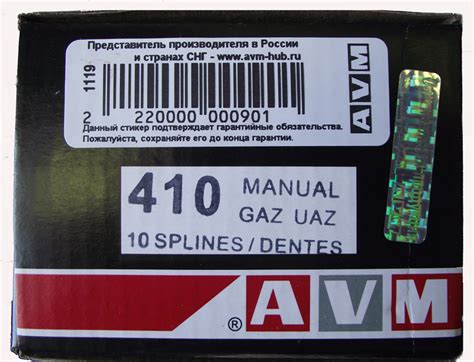 Представитель производителя в России
и странах СНГ - www.avm-hub.ru
1119
2 220000 000901
Данный стикер подтверждает гарантийные обязательства.
Пожалуйста, сохраняйте его до конца гарантии.
AVM
410 MANUAL
GAZ UAZ
10 SPLINES / DENTES
® AVM